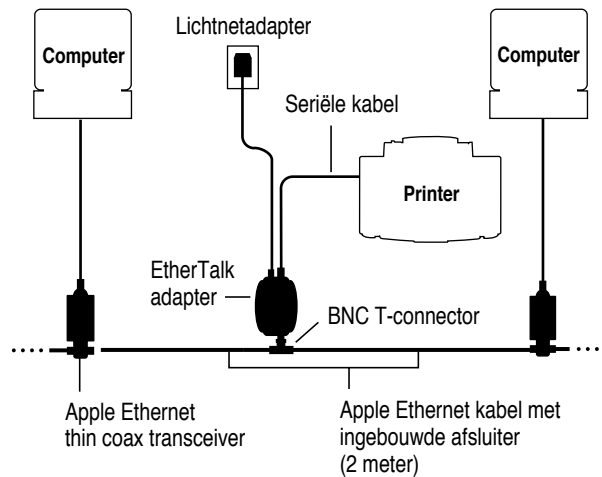 Lichtnetadapter
Computer
Computer
Seriële kabel
Printer
EtherTalk
adapter
BNC T-connector
Apple Ethernet
thin coax transceiver
Apple Ethernet kabel met
ingebouwde afsluiter
(2 meter)